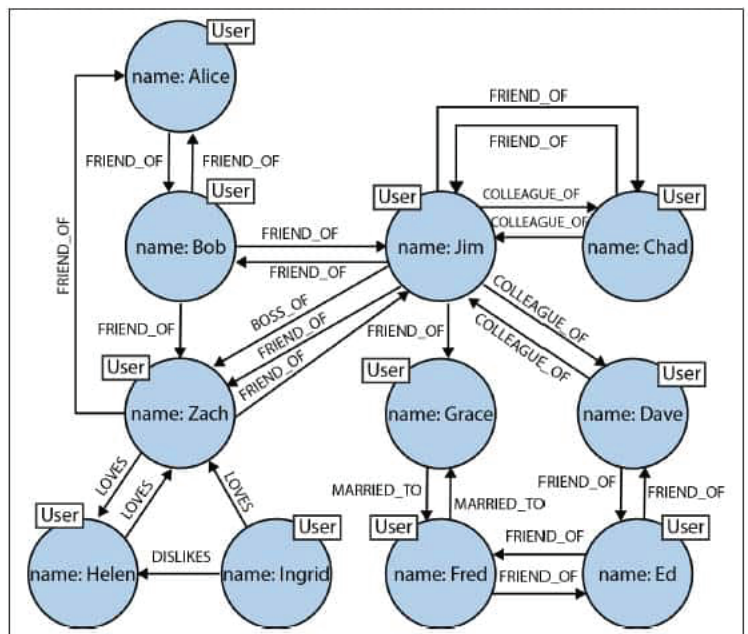 User
name: Alice
FRIEND_OF
FRIEND_OF
FRIEND_OF
FRIEND_OF
FRIEND_OF
User
name: Bob
FRIEND_OF
FRIEND_OF
User
name: Jim
COLLEAGUE_OF
COLLEAGUE_OF
User
name: Chad
FRIEND_OF
BOSS_OF
FRIEND_OF
FRIEND_OF
FRIEND_OF
COLLEAGUE_OF
COLLEAGUE_OF
User
name: Zach
User
name: Grace
User
name: Dave
LOVES
LOVES
LOVES
MARRIED_TO
MARRIED_TO
FRIEND_OF
FRIEND_OF
User
name: Helen
DISLIKES
User
name: Ingrid
User
name: Fred
FRIEND_OF
FRIEND_OF
User
name: Ed